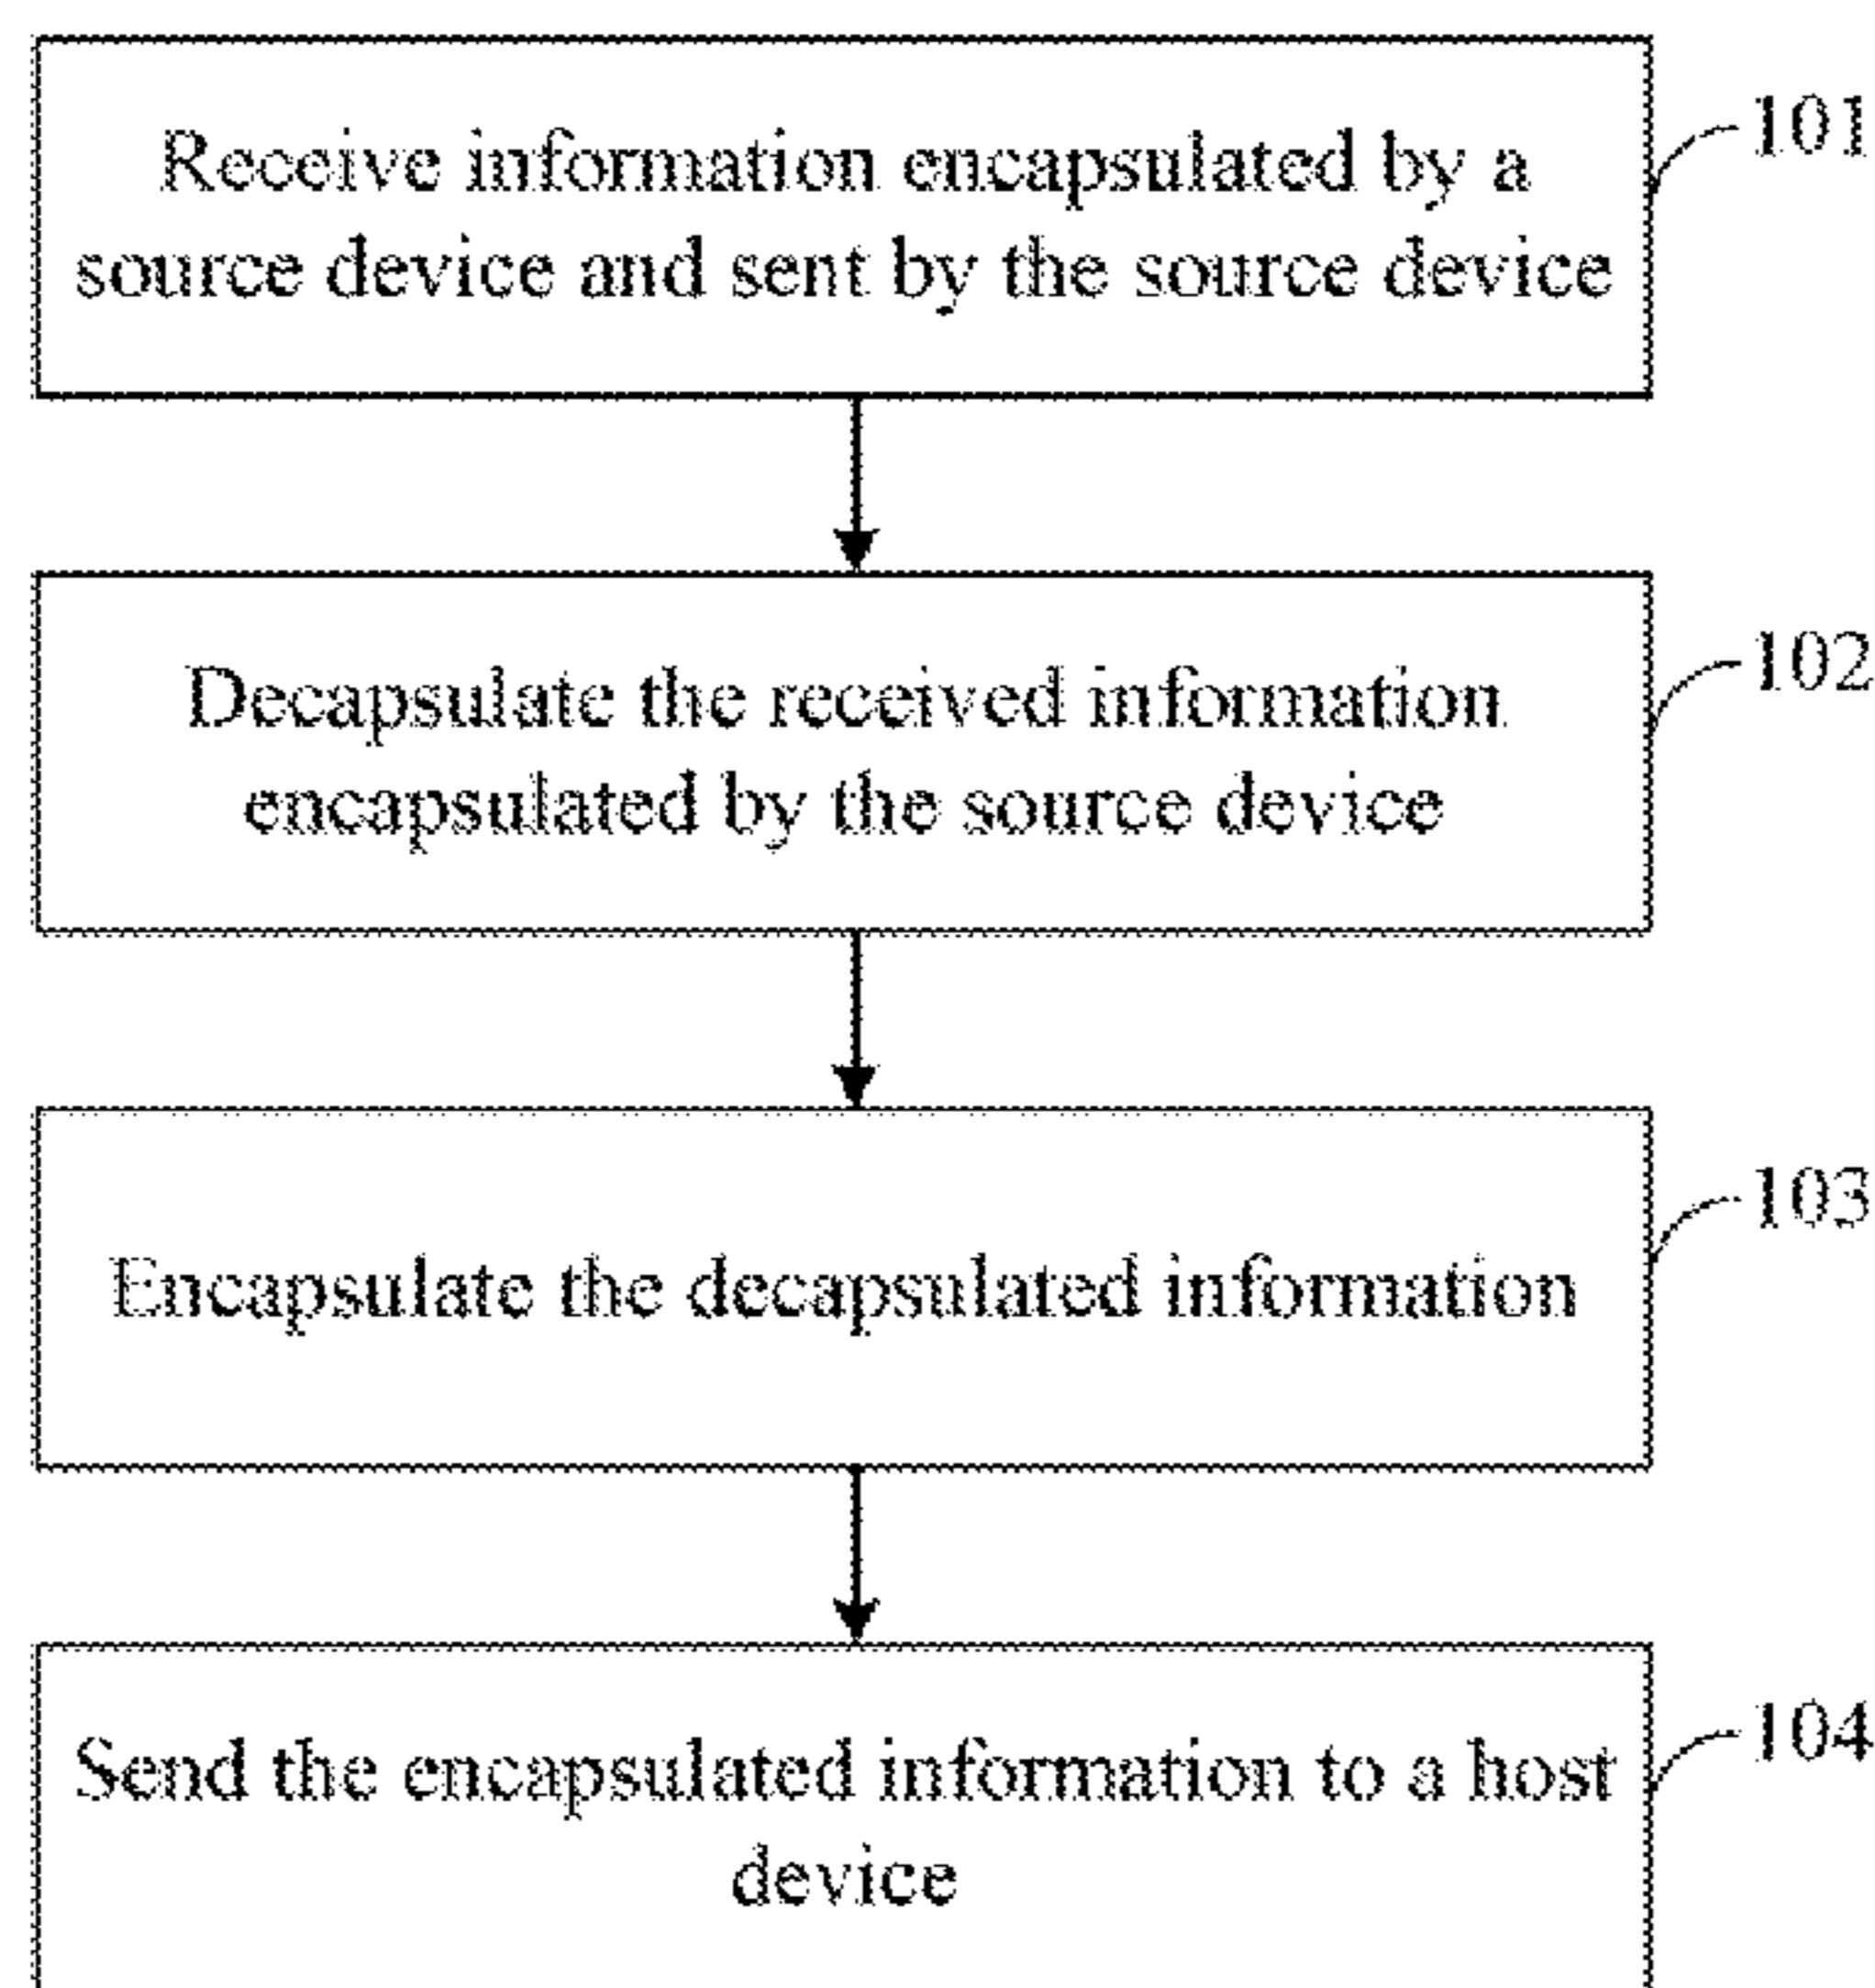 Receive information encapsulated by a
source device and sent by the source device
101
Decapsulate the received information
encapsulated by the source device
102
Encapsulate the decapsulated information
103
Send the encapsulated information to a host
device
104